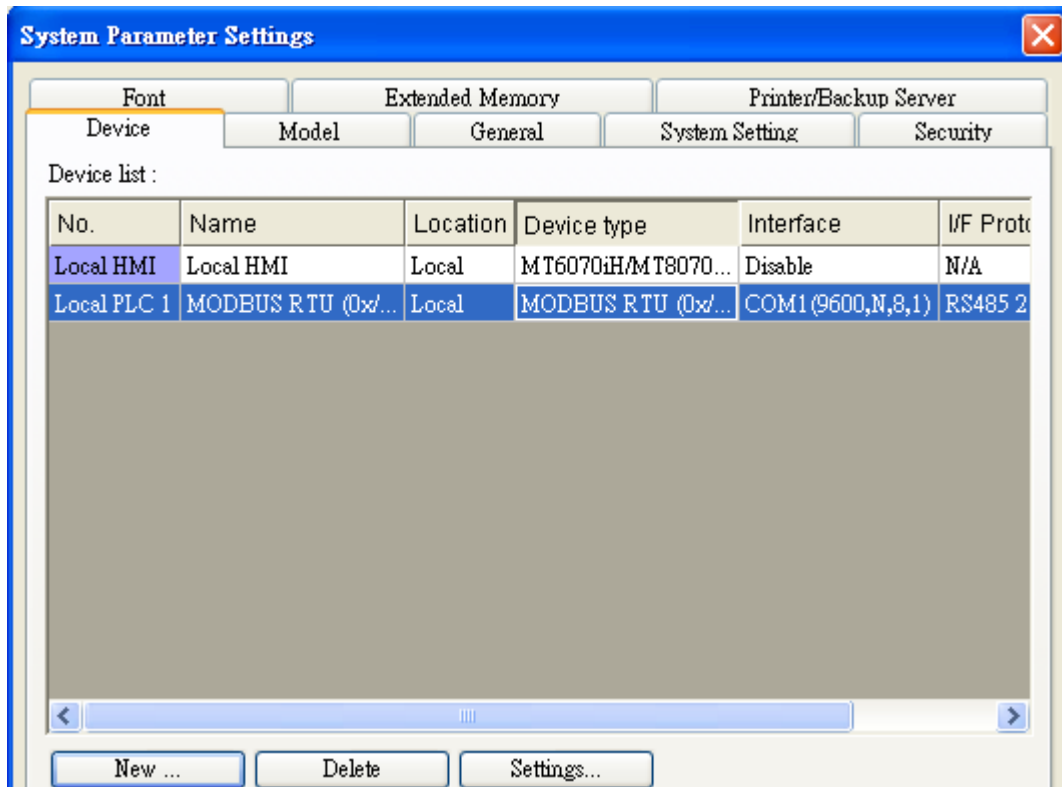 System Parameter Settings
Font Extended Memory Printer/Backup Server
Device Model General System Setting Security
Device list :
No. Name Location Device type Interface I/F Proto
Local HMI Local HMI Local MT6070iH/MT8070... Disable N/A
Local PLC 1 MODBUS RTU (0x/... Local MODBUS RTU (0x/... COM1(9600,N,8,1) RS485 2
New ... Delete Settings...